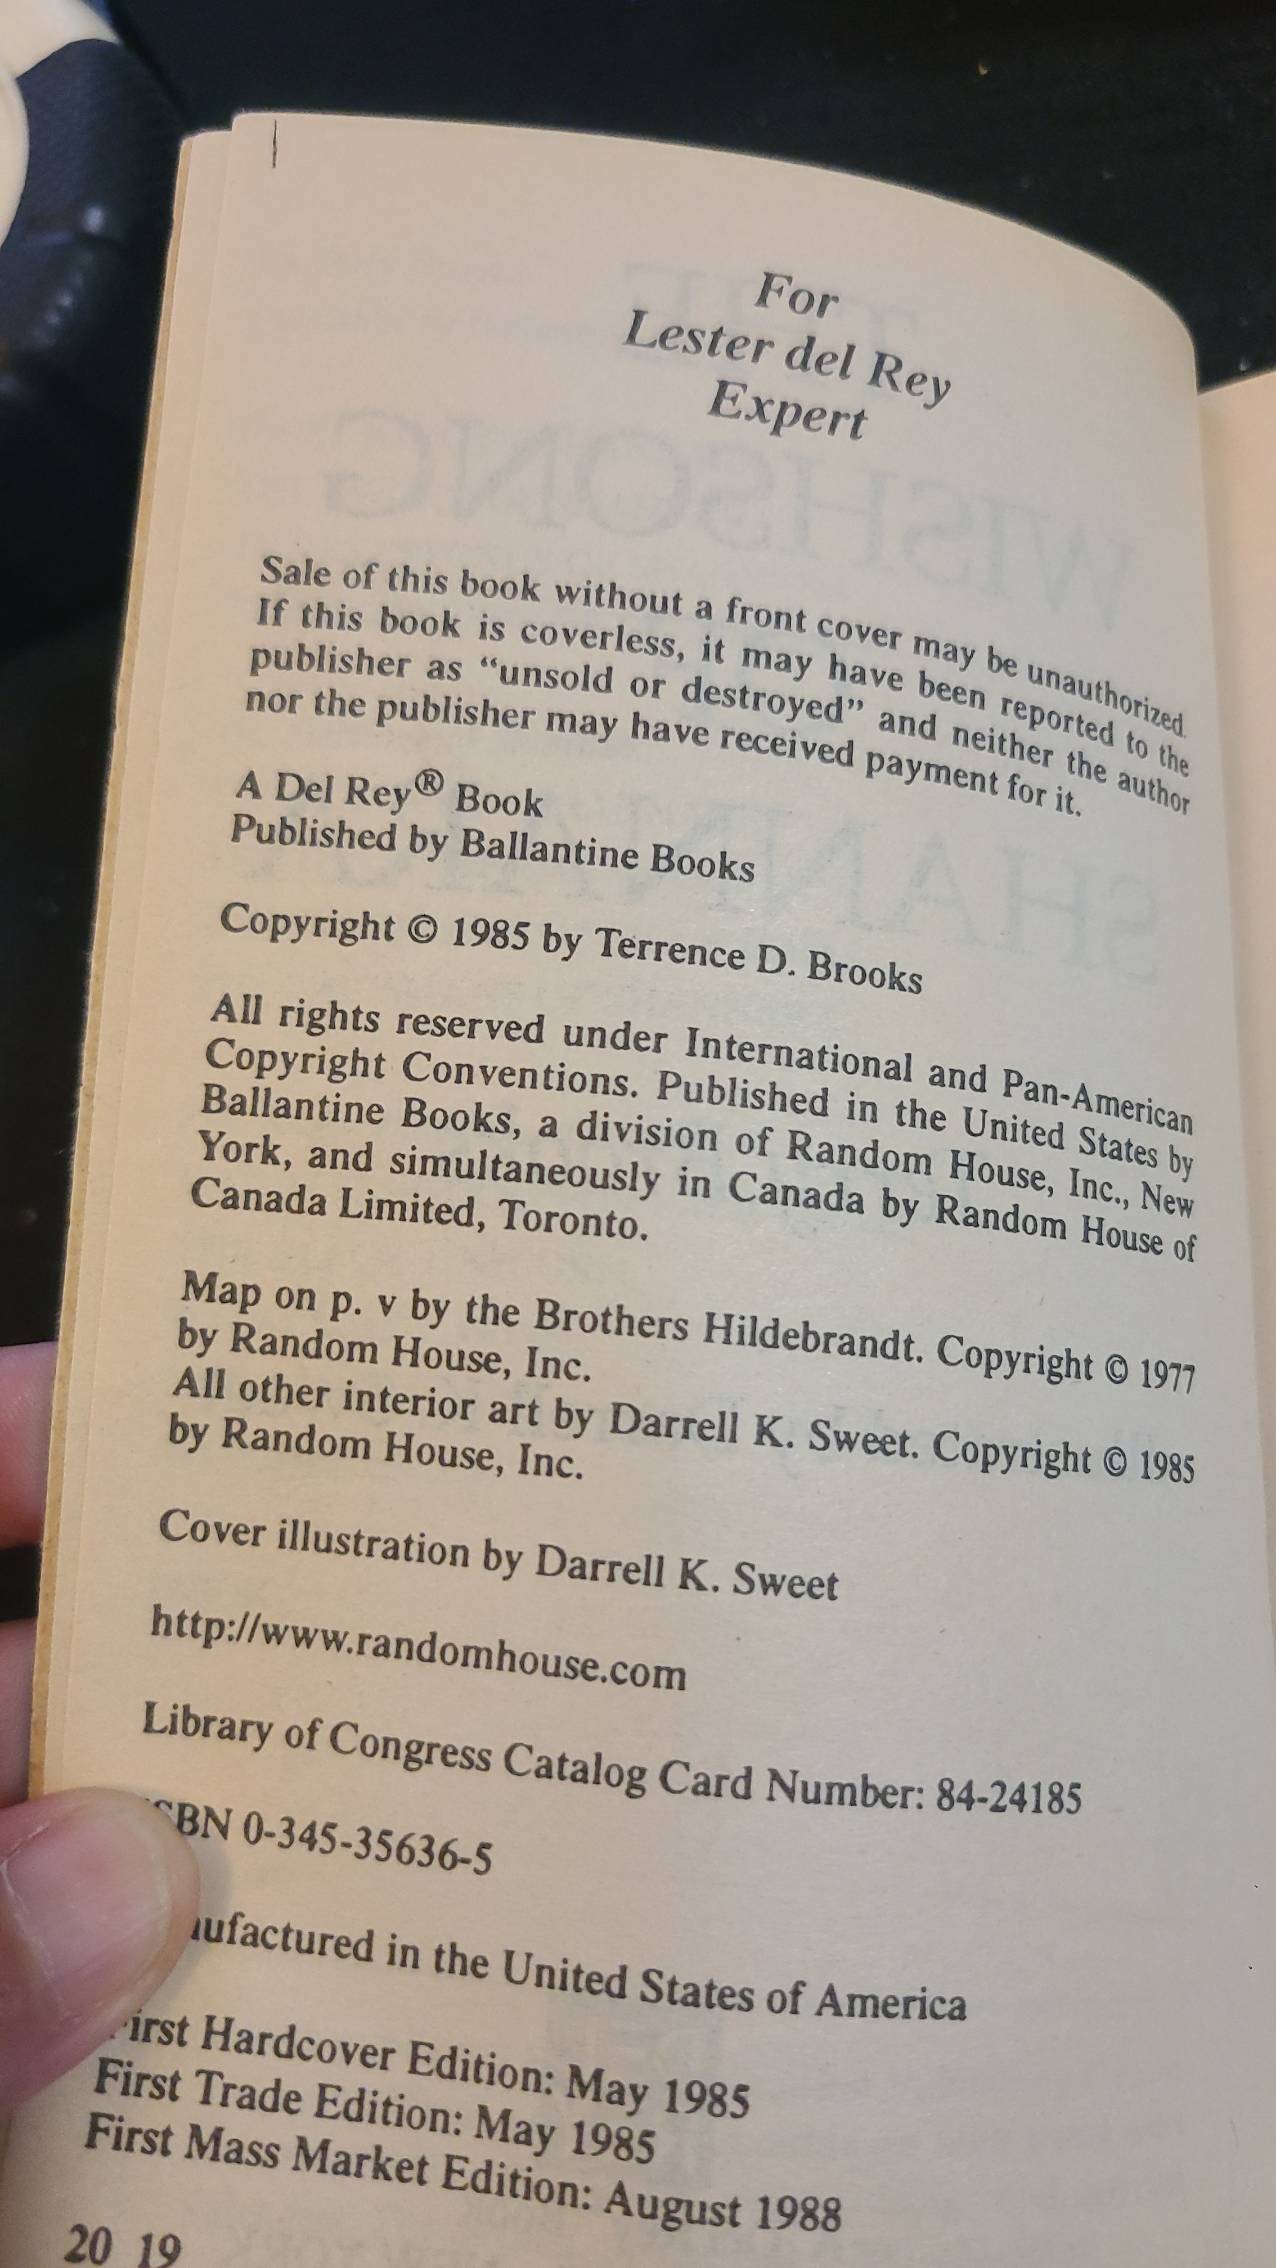 For
Lester del Rey
Expert
Sale of this book without a front cover may be unauthorized.
If this book is coverless, it may have been reported to the
publisher as “unsold or destroyed” and neither the author
nor the publisher may have received payment for it.
A Del Rey® Book
Published by Ballantine Books
Copyright © 1985 by Terrence D. Brooks
All rights reserved under International and Pan-American
Copyright Conventions. Published in the United States by
Ballantine Books, a division of Random House, Inc., New
York, and simultaneously in Canada by Random House of
Canada Limited, Toronto.
Map on p. v by the Brothers Hildebrandt. Copyright © 1977
by Random House, Inc.
All other interior art by Darrell K. Sweet. Copyright © 1985
by Random House, Inc.
Cover illustration by Darrell K. Sweet
http://www.randomhouse.com
Library of Congress Catalog Card Number: 84-24185
SBN 0-345-35636-5
nufactured in the United States of America
First Hardcover Edition: May 1985
First Trade Edition: May 1985
First Mass Market Edition: August 1988
20 19